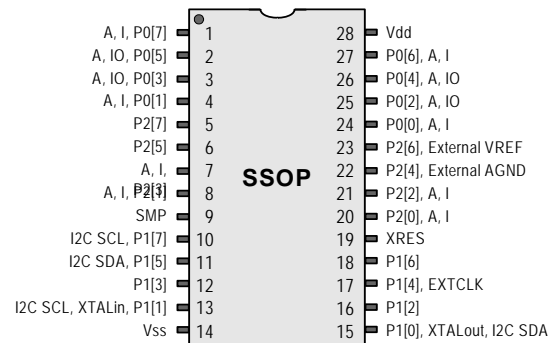 A, I, P0[7] 1 28 Vdd
A, IO, P0[5] 2 27 P0[6], A, I
A, IO, P0[3] 3 26 P0[4], A, IO
A, I, P0[1] 4 25 P0[2], A, IO
P2[7] 5 24 P0[0], A, I
P2[5] 6 23 P2[6], External VREF
A, I, 7 SSOP 22 P2[4], External AGND
P2[3]
A, I, P2[1] 8 21 P2[2], A, I
SMP 9 20 P2[0], A, I
I2C SCL, P1[7] 10 19 XRES
I2C SDA, P1[5] 11 18 P1[6]
P1[3] 12 17 P1[4], EXTCLK
I2C SCL, XTALin, P1[1] 13 16 P1[2]
Vss 14 15 P1[0], XTALout, I2C SDA